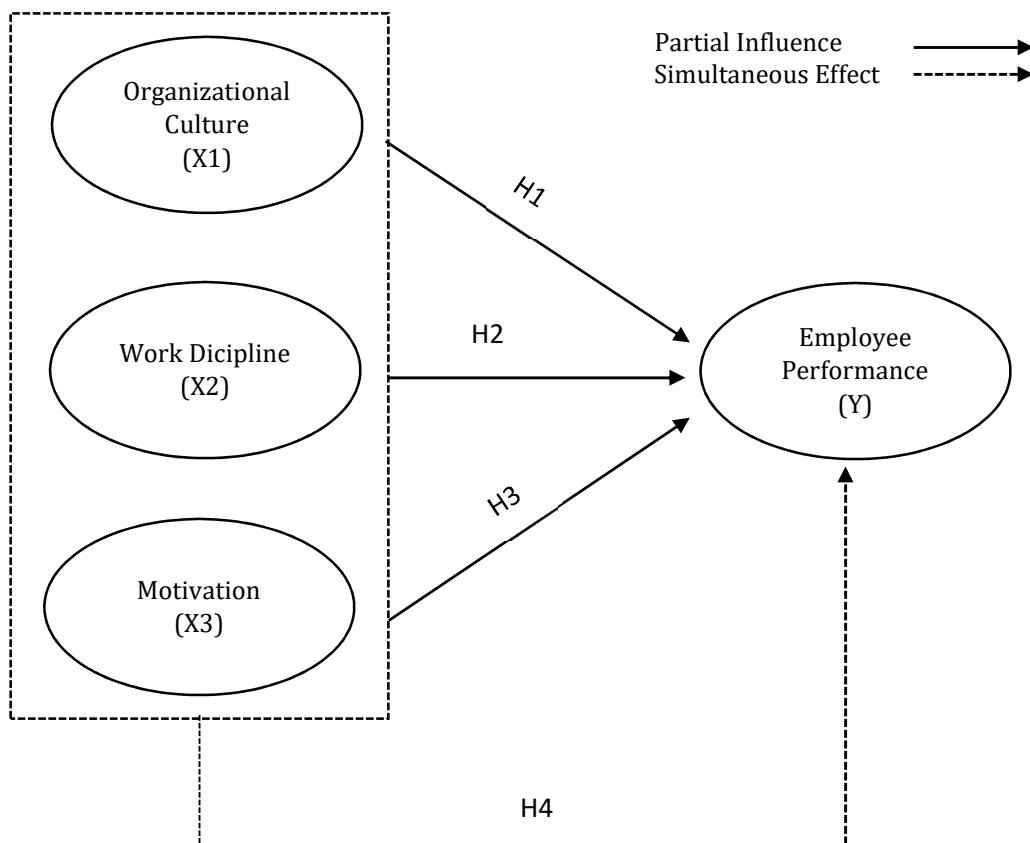 Partial Influence
Simultaneous Effect
Organizational
Culture
(X1)
H1
Work Dicipline
(X2)
H2
Employee
Performance
(Y)
H3
Motivation
(X3)
H4